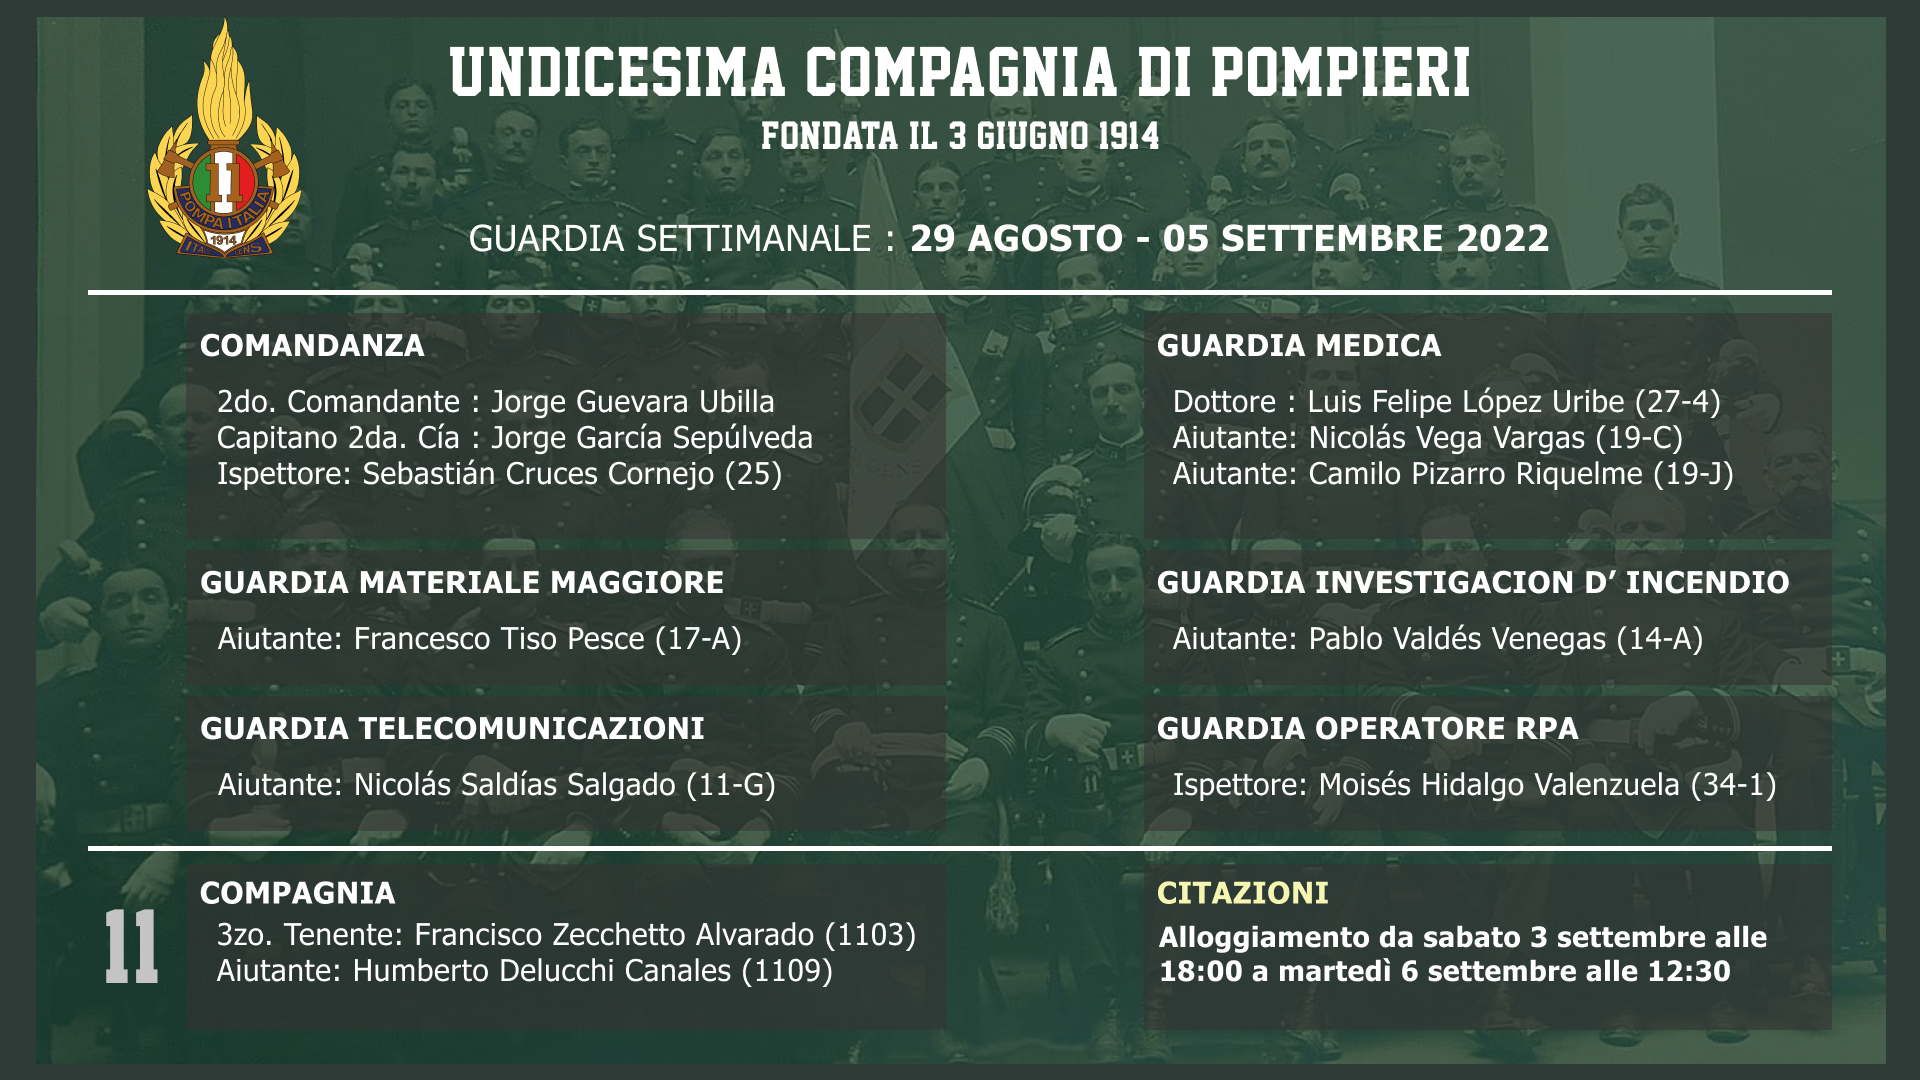 UNDICESIMA COMPAGNIA DI POMPIERI
FONDATA IL 3 GIUGNO 1914
11
POMPA ITALIA
1914
GUARDIA SETTIMANALE : 29 AGOSTO - 05 SETTEMBRE 2022
COMANDANZA
2do. Comandante : Jorge Guevara Ubilla
Capitano 2da. Cía : Jorge García Sepúlveda
Ispettore: Sebastián Cruces Cornejo (25)
GUARDIA MEDICA
Dottore : Luis Felipe López Uribe (27-4)
Aiutante: Nicolás Vega Vargas (19-C)
Aiutante: Camilo Pizarro Riquelme (19-J)
GUARDIA MATERIALE MAGGIORE
Aiutante: Francesco Tiso Pesce (17-A)
GUARDIA INVESTIGACION D’ INCENDIO
Aiutante: Pablo Valdés Venegas (14-A)
GUARDIA TELECOMUNICAZIONI
Aiutante: Nicolás Saldías Salgado (11-G)
GUARDIA OPERATORE RPA
Ispettore: Moisés Hidalgo Valenzuela (34-1)
11
COMPAGNIA
3zo. Tenente: Francisco Zecchetto Alvarado (1103)
Aiutante: Humberto Delucchi Canales (1109)
CITAZIONI
Alloggiamento da sabato 3 settembre alle
18:00 a martedì 6 settembre alle 12:30